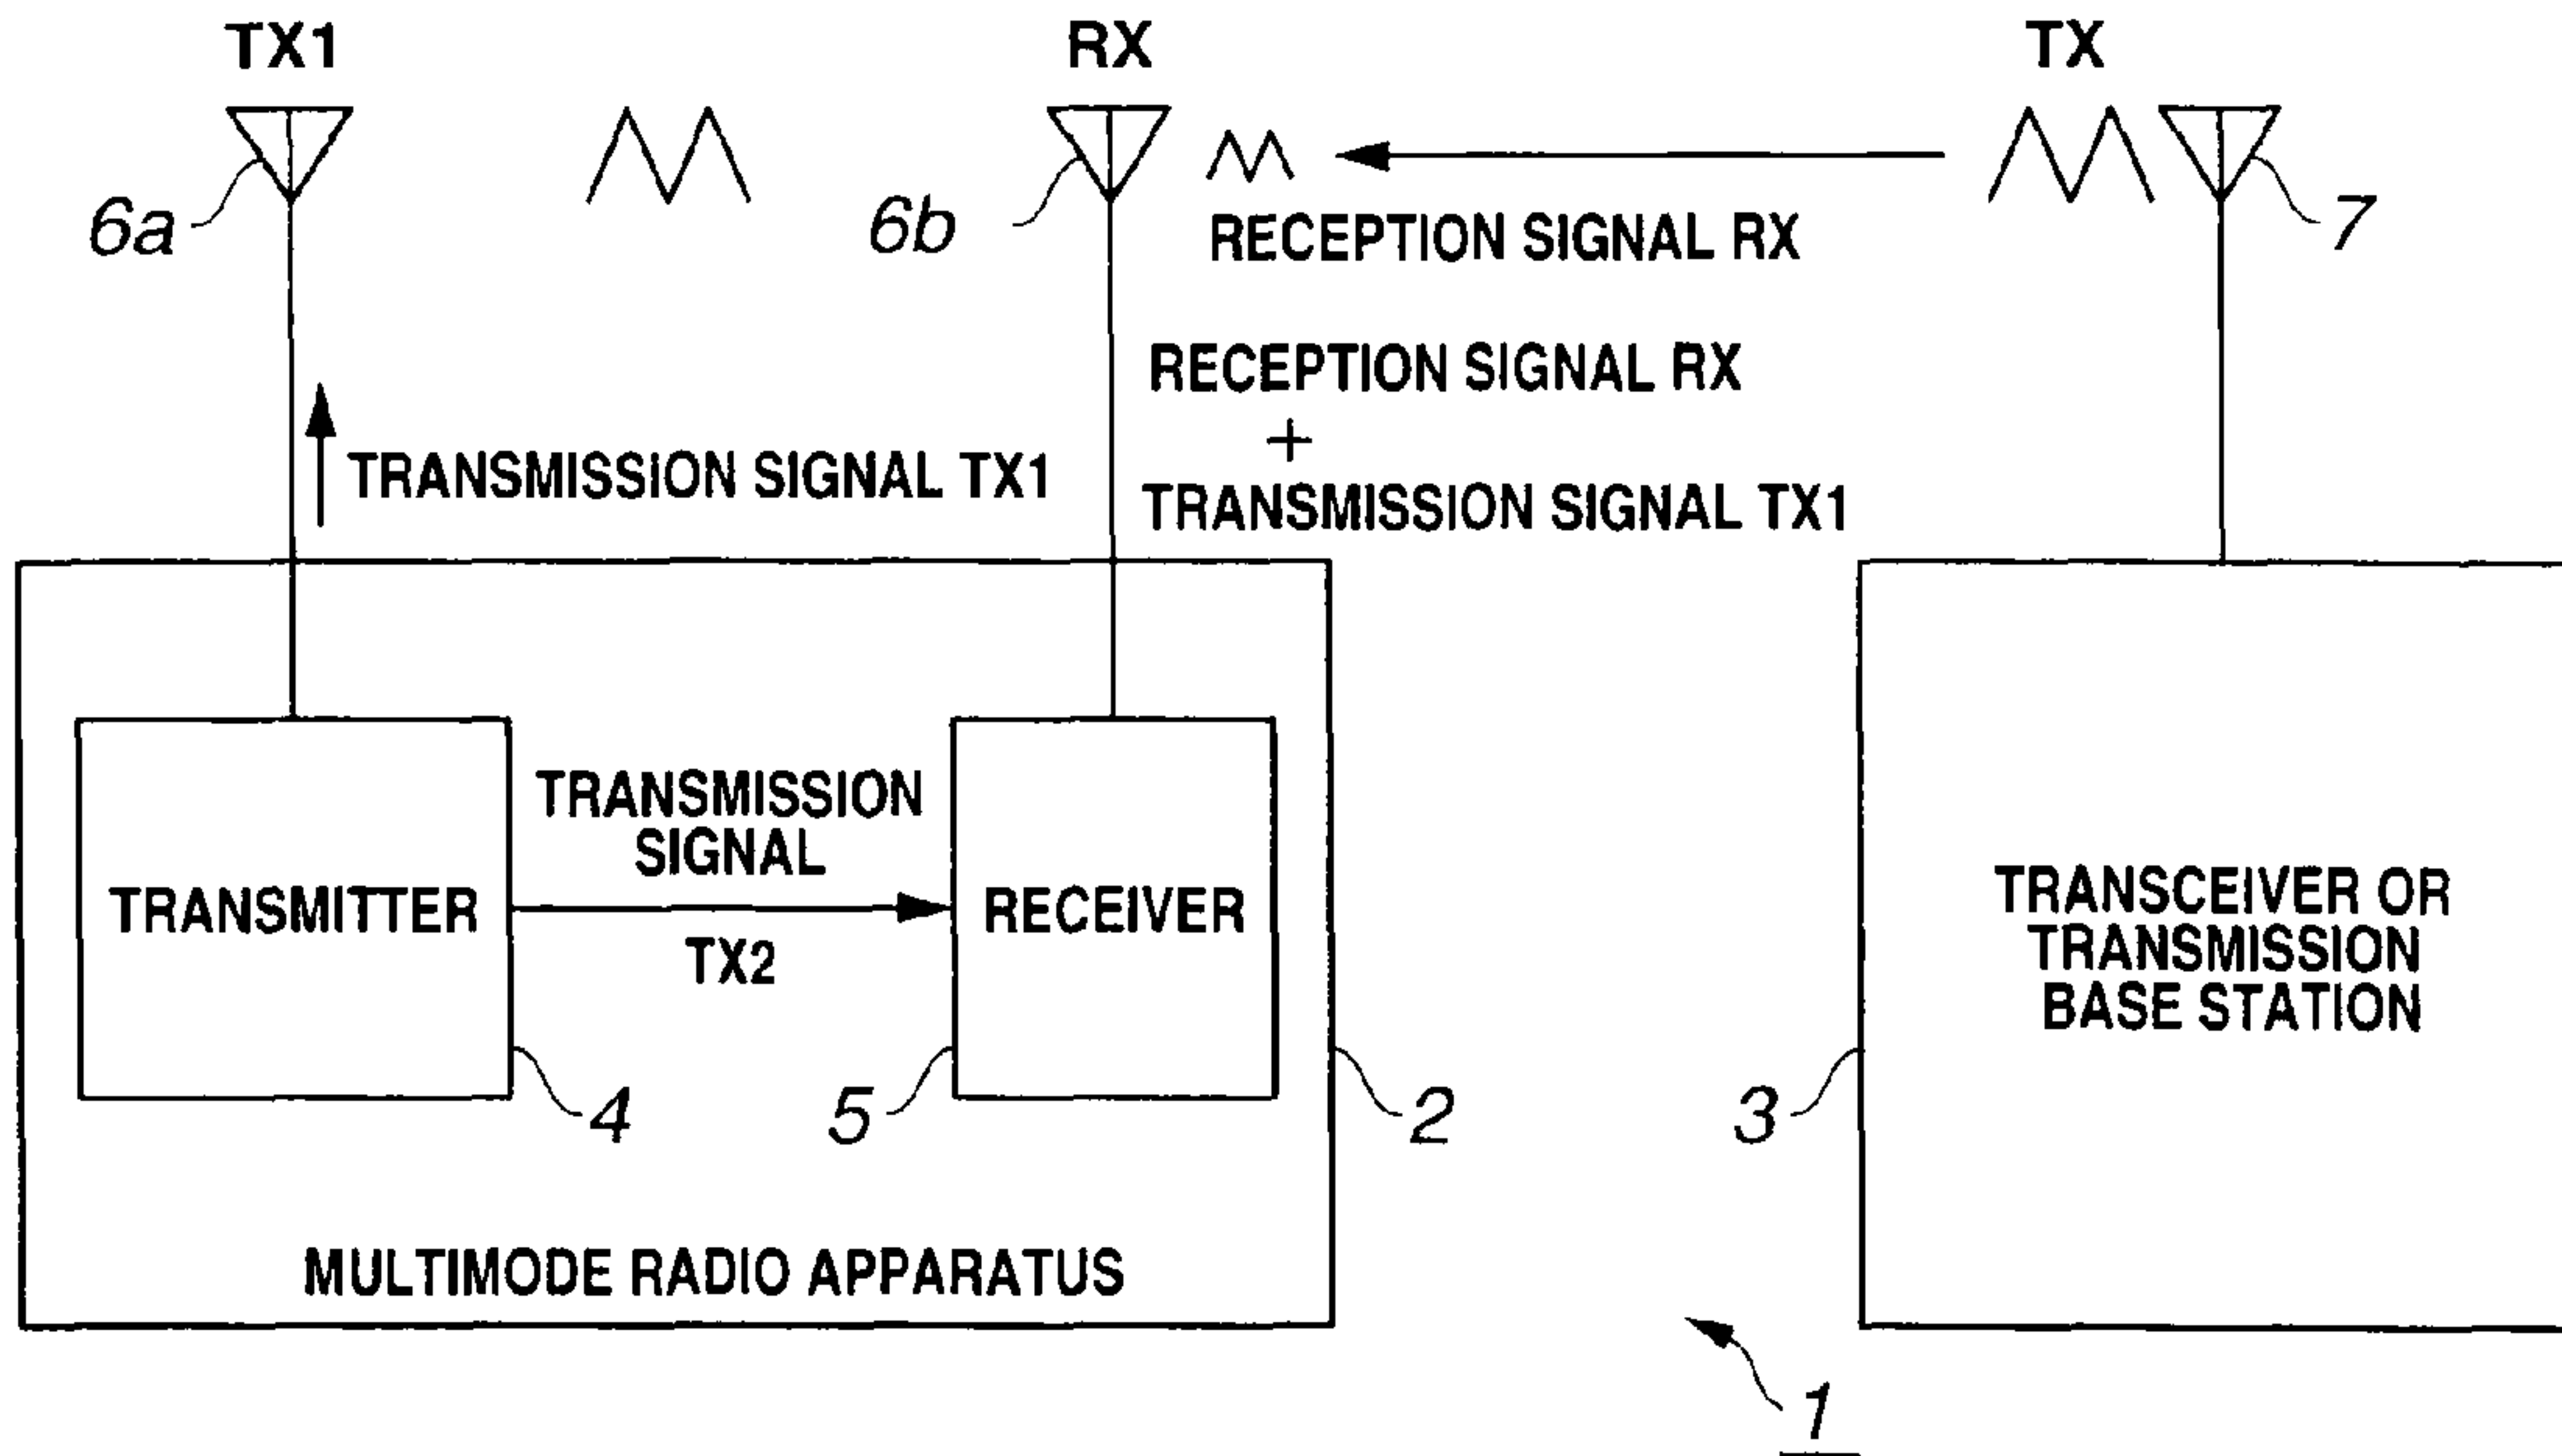 TX1
RX
TX
6a
6b
7
RECEPTION SIGNAL RX
RECEPTION SIGNAL RX
+
TRANSMISSION SIGNAL TX1
TRANSMISSION SIGNAL TX1
TRANSMISSION
SIGNAL
TRANSMITTER
RECEIVER
TX2
TRANSCEIVER OR
TRANSMISSION
BASE STATION
4
5
2
3
MULTIMODE RADIO APPARATUS
1